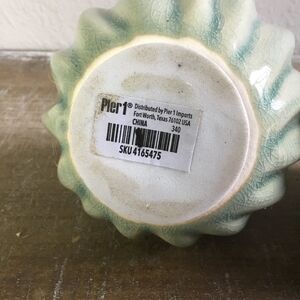 Pier1® Distributed by Pier 1 Imports
Fort Worth, Texas 76102 USA
CHINA 340
SKU 4165475